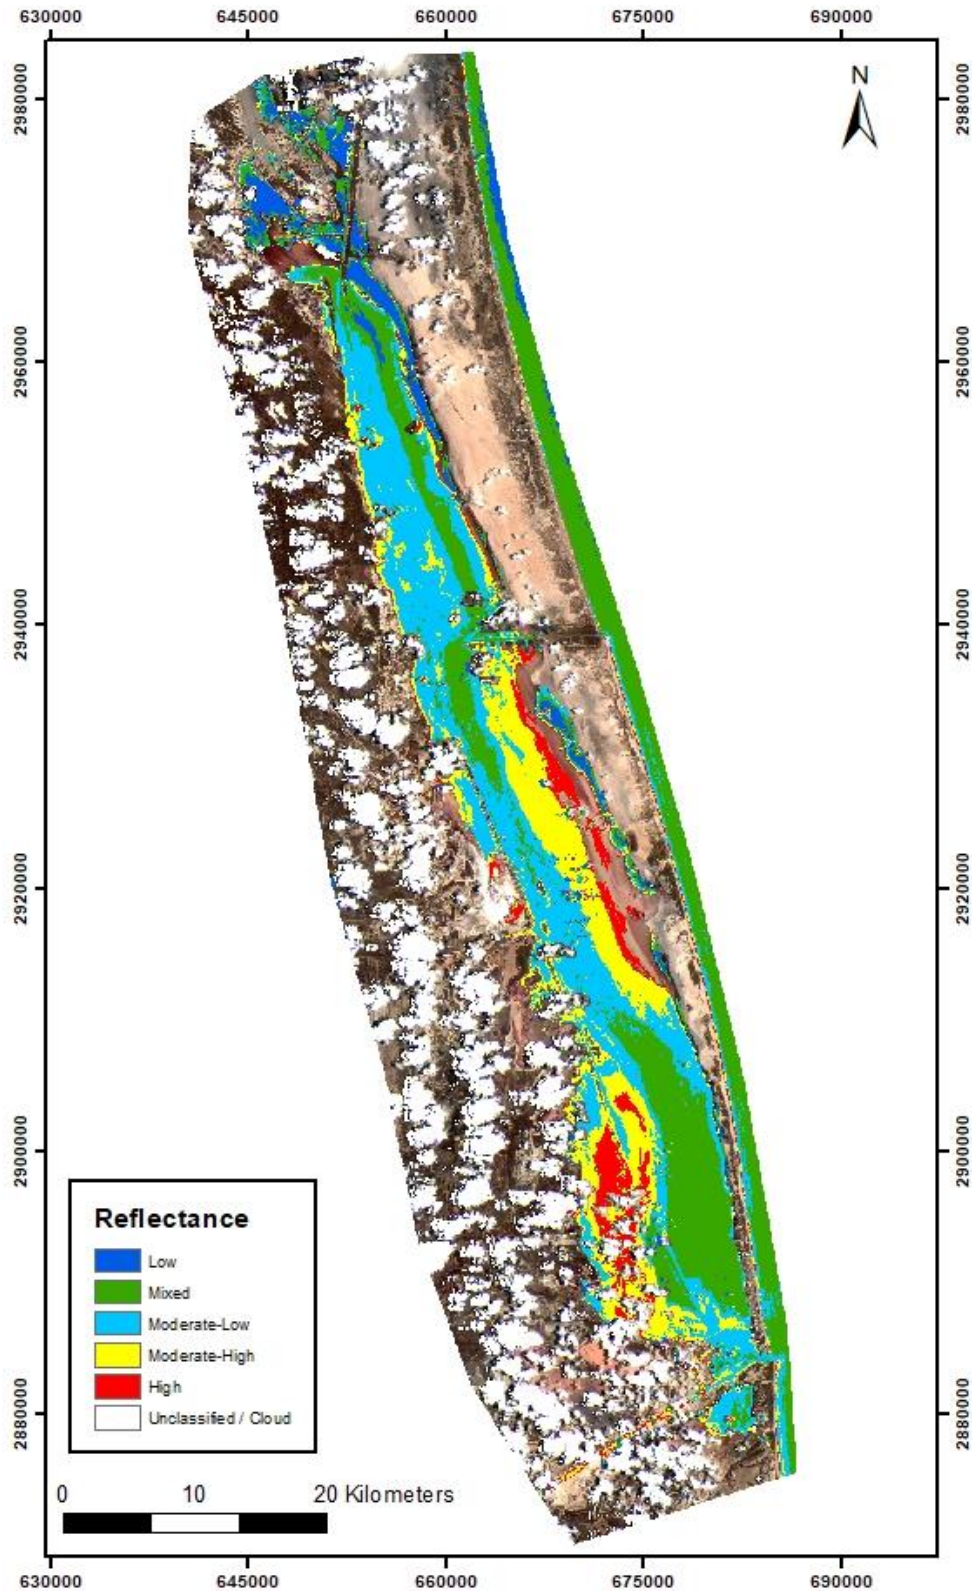 630000 645000 660000 675000 690000
N
2980000 2980000
2960000 2960000
2940000 2940000
2920000 2920000
2900000 2900000
2880000 2880000
Reflectance
Low
Mixed
Moderate-Low
Moderate-High
High
Unclassified / Cloud
0 10 20 Kilometers
630000 645000 660000 675000 690000